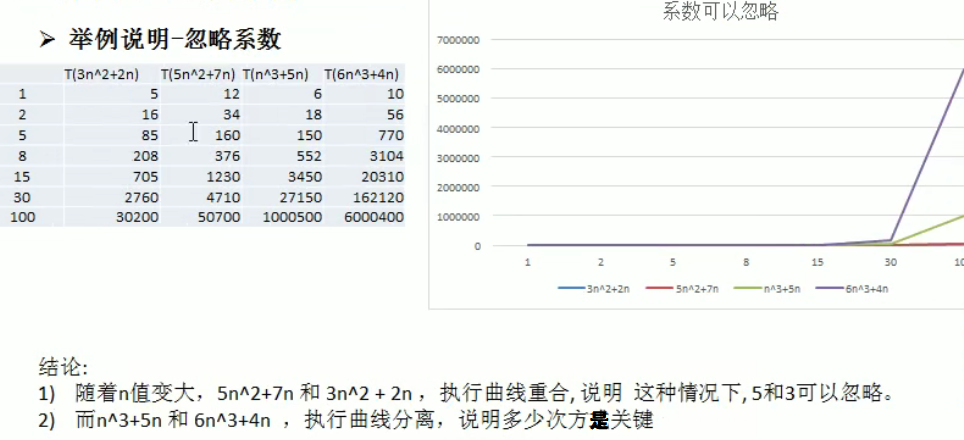 ➢ 举例说明-忽略系数
T(3n^2+2n) T(5n^2+7n) T(n^3+5n) T(6n^3+4n)
1 5 12 6 10
2 16 34 18 56
5 85 160 150 770
8 208 376 552 3104
15 705 1230 3450 20310
30 2760 4710 27150 162120
100 30200 50700 1000500 6000400
系数可以忽略
7000000
6000000
5000000
4000000
3000000
2000000
1000000
0
1 2 5 8 15 30 10
3n^2+2n 5n^2+7n n^3+5n 6n^3+4n
结论:
1) 随着n值变大，5n^2+7n 和 3n^2 + 2n ，执行曲线重合, 说明 这种情况下, 5和3可以忽略。
2) 而n^3+5n 和 6n^3+4n ，执行曲线分离，说明多少次方是关键